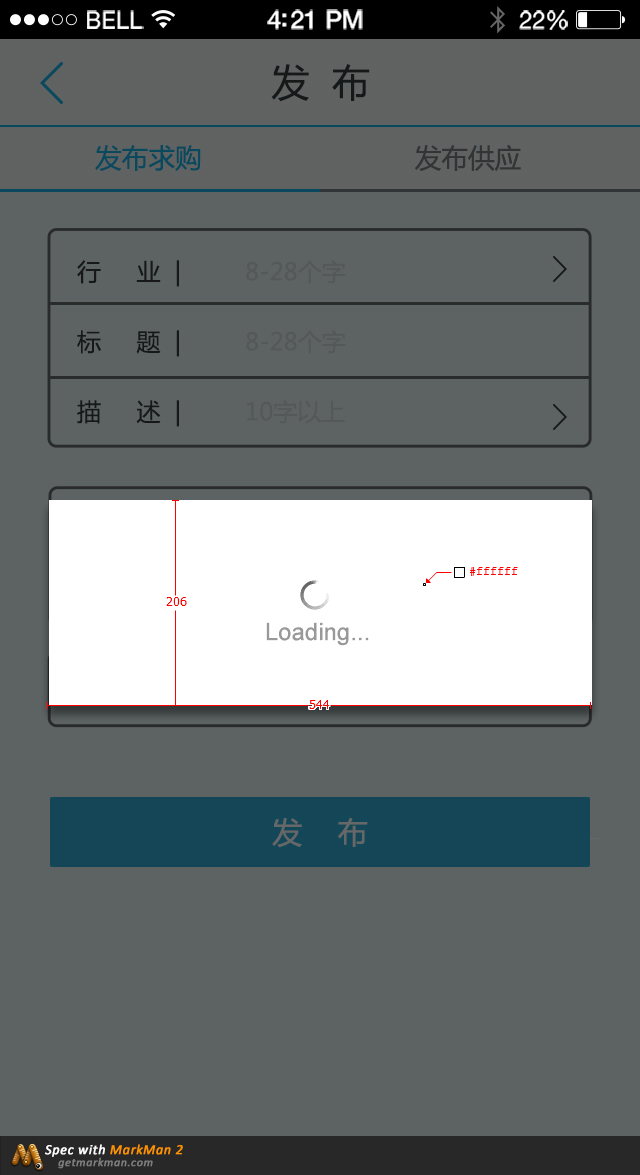 BELL 4:21 PM 22%
发 布
发布求购 发布供应
行 业 | 8-28个字
标 题 | 8-28个字
描 述 | 10字以上
#ffffff
206
Loading...
544
发 布
Spec with MarkMan 2
getmarkman.com